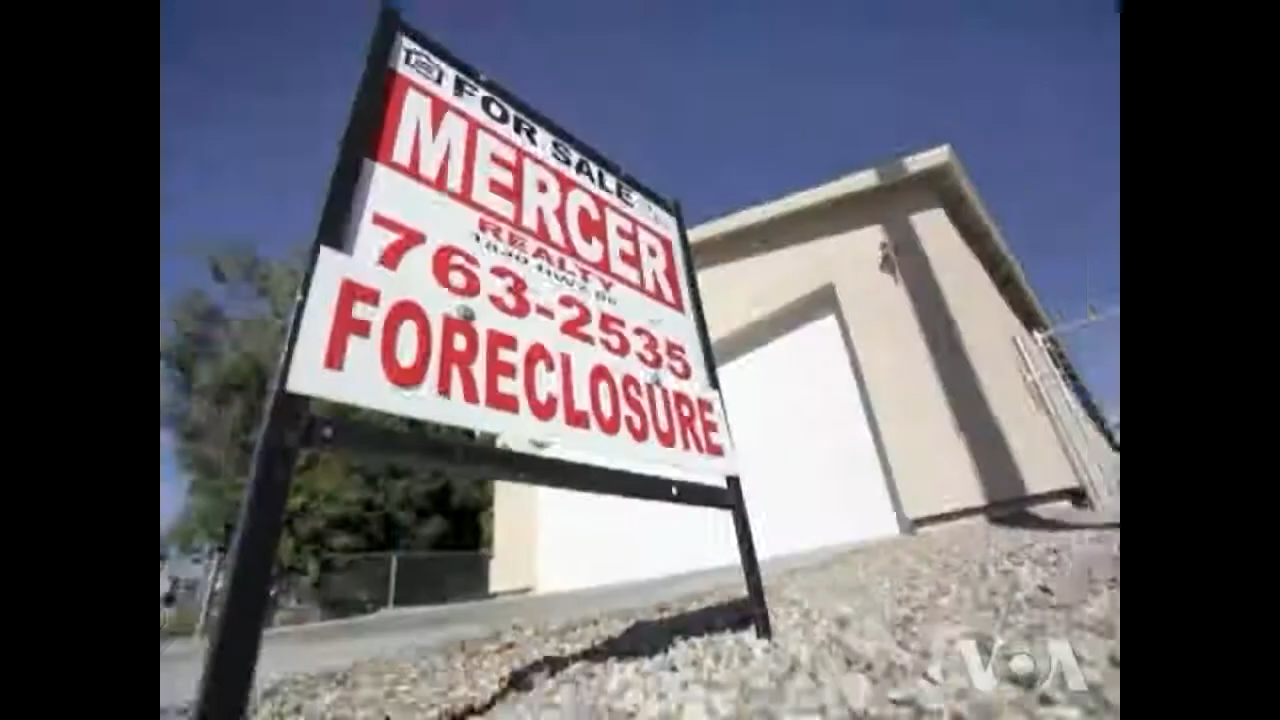 FOR SALE
MERCER
REALTY
763-2535
FORECLOSURE
VOA